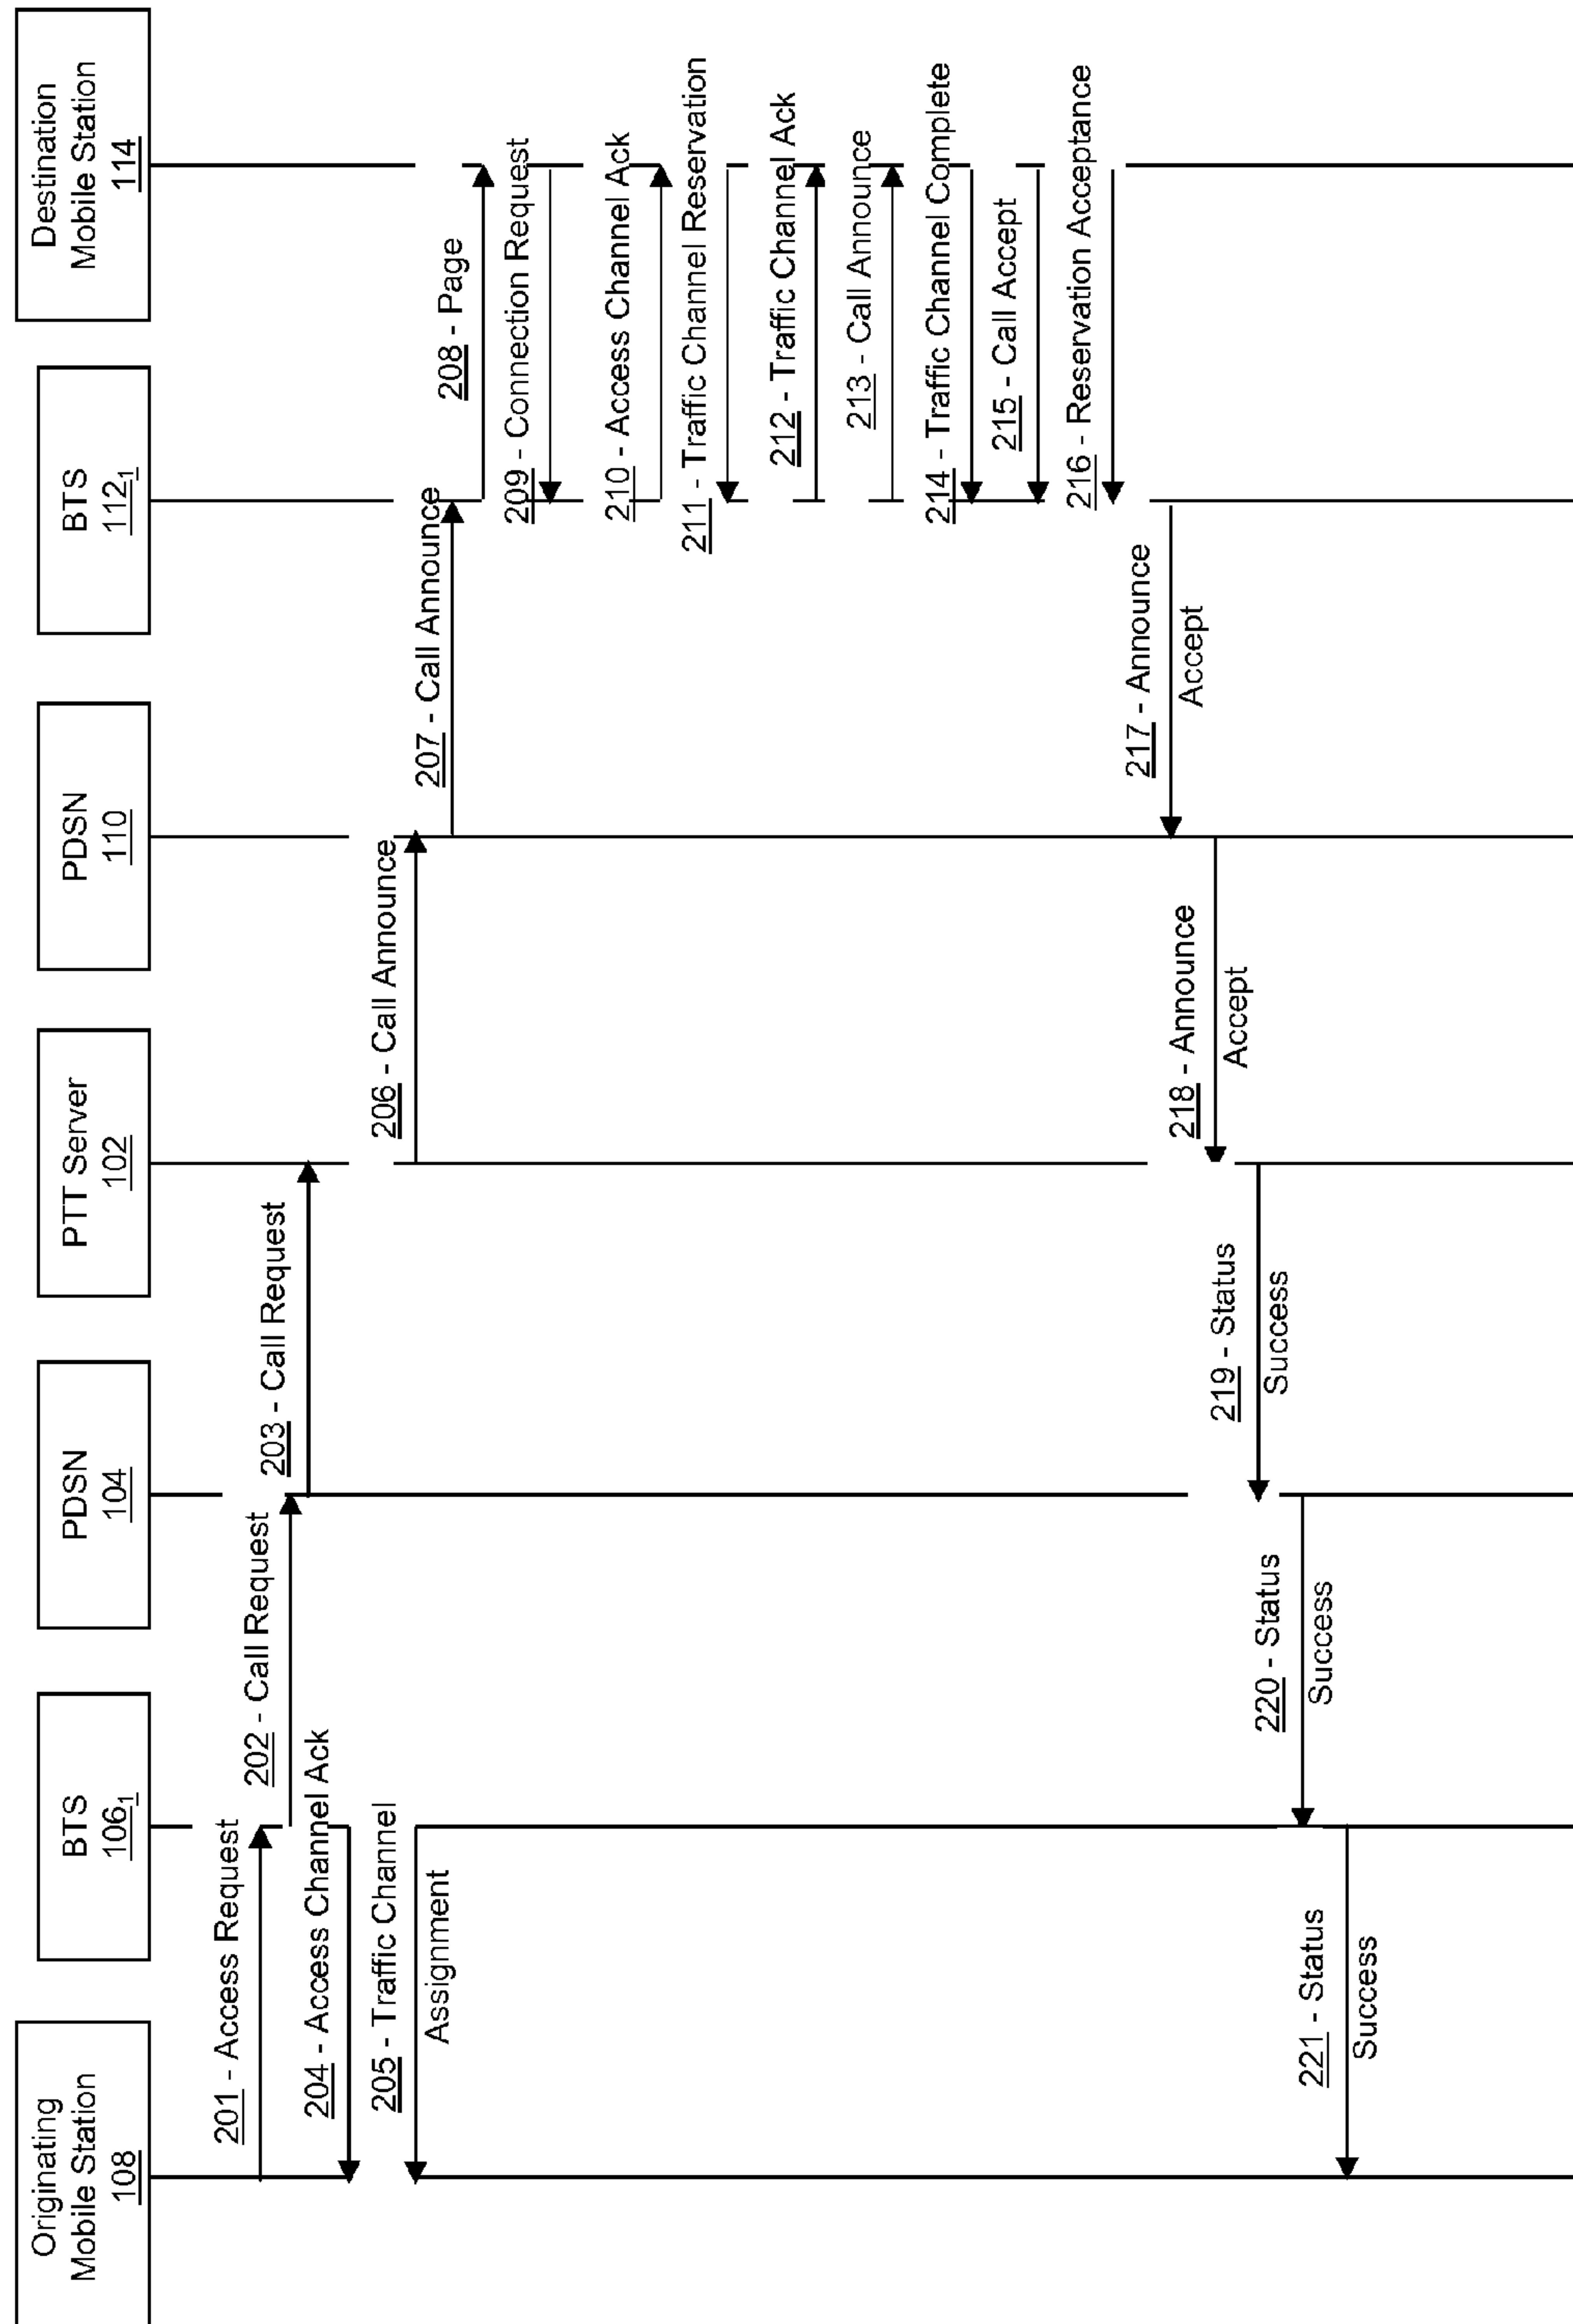 Originating
Mobile Station
108
BTS
106₁
PDSN
104
PTT Server
102
PDSN
110
BTS
112₁
Destination
Mobile Station
114
201 - Access Request
202 - Call Request
203 - Call Request
204 - Access Channel Ack
205 - Traffic Channel
Assignment
206 - Call Announce
207 - Call Announce
208 - Page
209 - Connection Request
210 - Access Channel Ack
211 - Traffic Channel Reservation
212 - Traffic Channel Ack
213 - Call Announce
214 - Traffic Channel Complete
215 - Call Accept
216 - Reservation Acceptance
217 - Announce
Accept
218 - Announce
Accept
219 - Status
Success
220 - Status
Success
221 - Status
Success